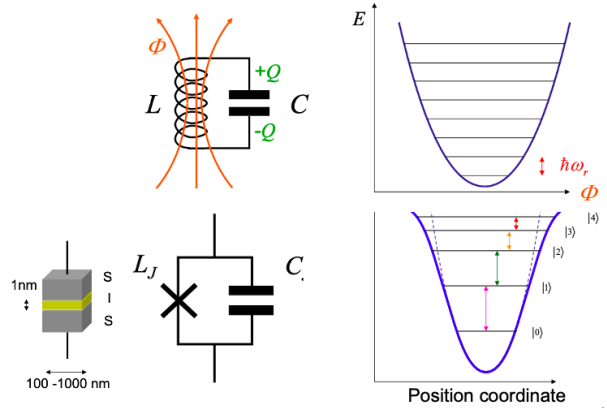 Φ
+Q
L
C
-Q
E
ħω_r
Φ
1nm
S
I
S
100 -1000 nm
L_J
C.
|4⟩
|3⟩
|2⟩
|1⟩
|0⟩
Position coordinate